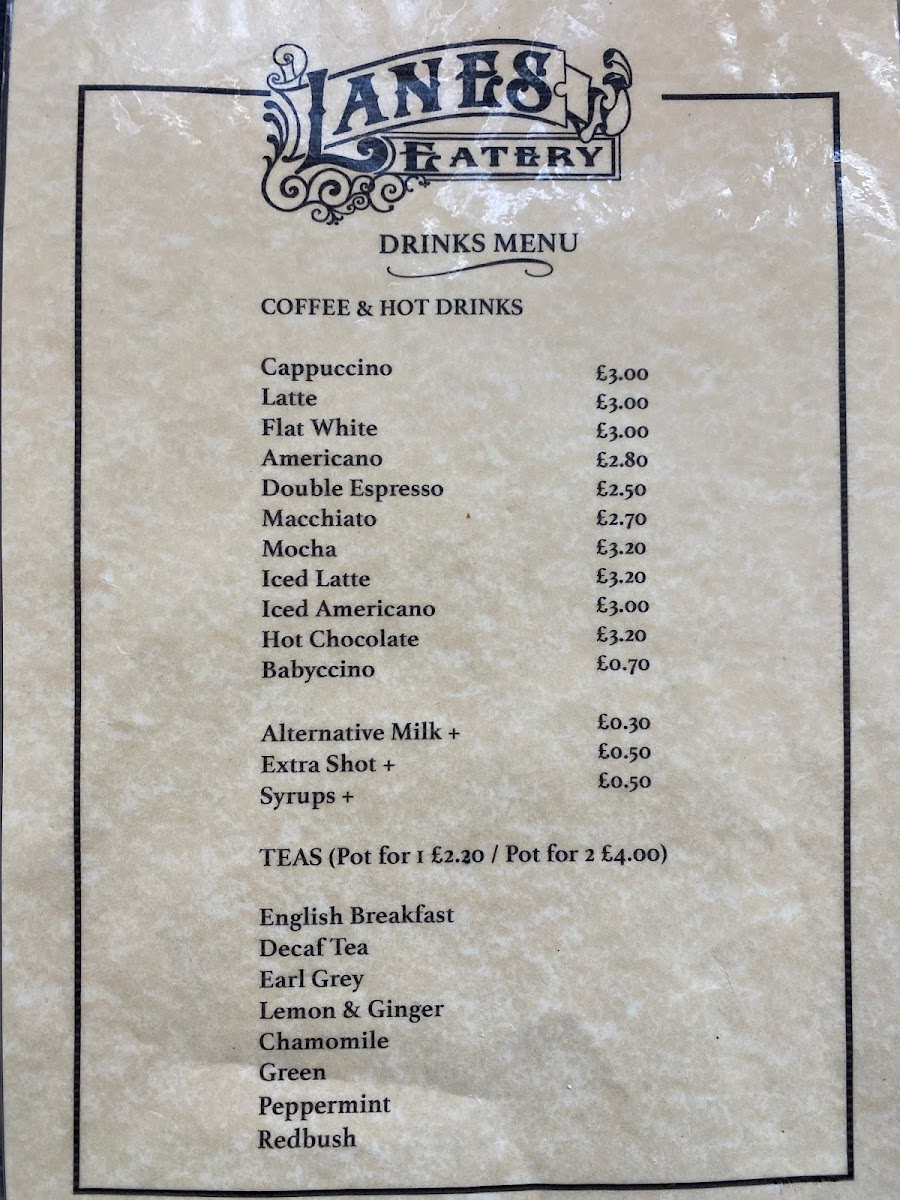 LANES
EATERY
DRINKS MENU
COFFEE & HOT DRINKS
Cappuccino £3.00
Latte £3.00
Flat White £3.00
Americano £2.80
Double Espresso £2.50
Macchiato £2.70
Mocha £3.20
Iced Latte £3.20
Iced Americano £3.00
Hot Chocolate £3.20
Babyccino £0.70
Alternative Milk + £0.30
Extra Shot + £0.50
Syrups + £0.50
TEAS (Pot for 1 £2.20 / Pot for 2 £4.00)
English Breakfast
Decaf Tea
Earl Grey
Lemon & Ginger
Chamomile
Green
Peppermint
Redbush